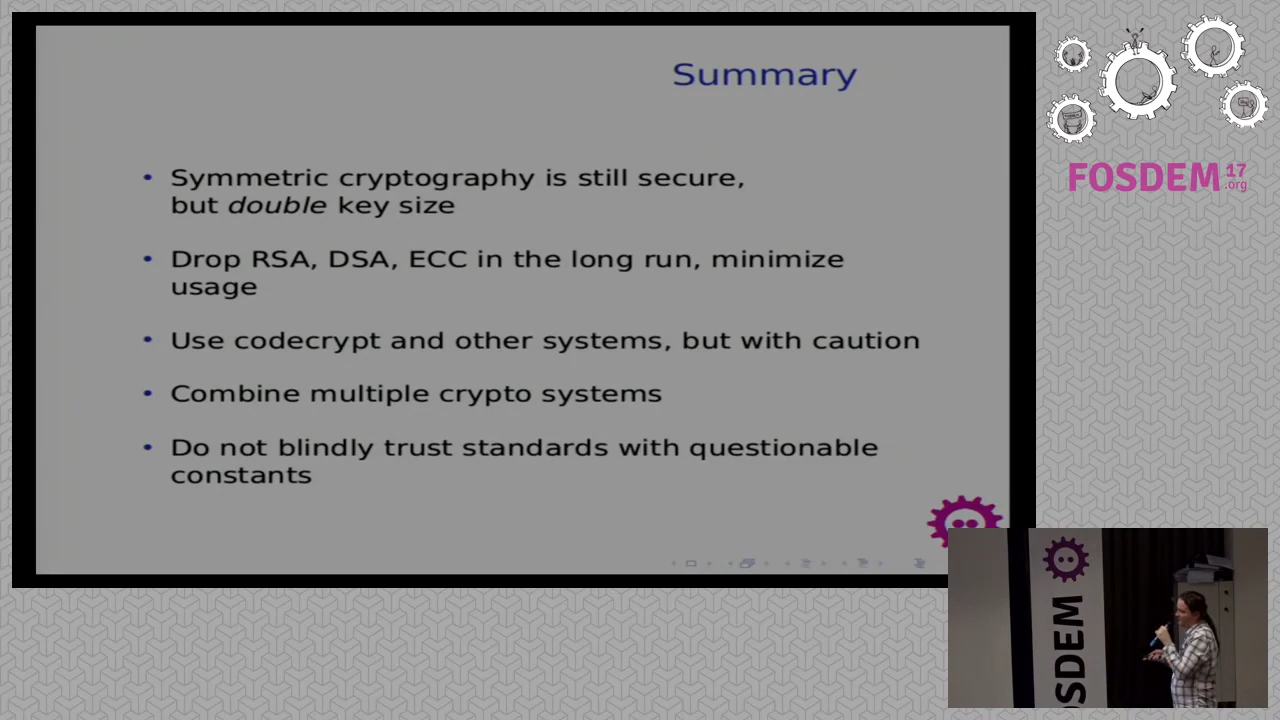 Summary
• Symmetric cryptography is still secure,
but double key size
• Drop RSA, DSA, ECC in the long run, minimize
usage
• Use codecrypt and other systems, but with caution
• Combine multiple crypto systems
• Do not blindly trust standards with questionable
constants
FOSDEM 17
.org
FOSDEM